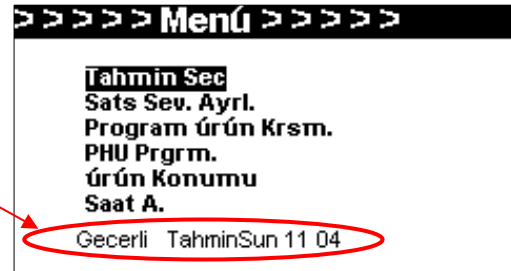 > > > > > Menú > > > > >
Tahmin Sec
Sats Sev. Ayrl.
Program úrún Krsm.
PHU Prgrm.
úrún Konumu
Saat A.
Gecerli TahminSun 11 04